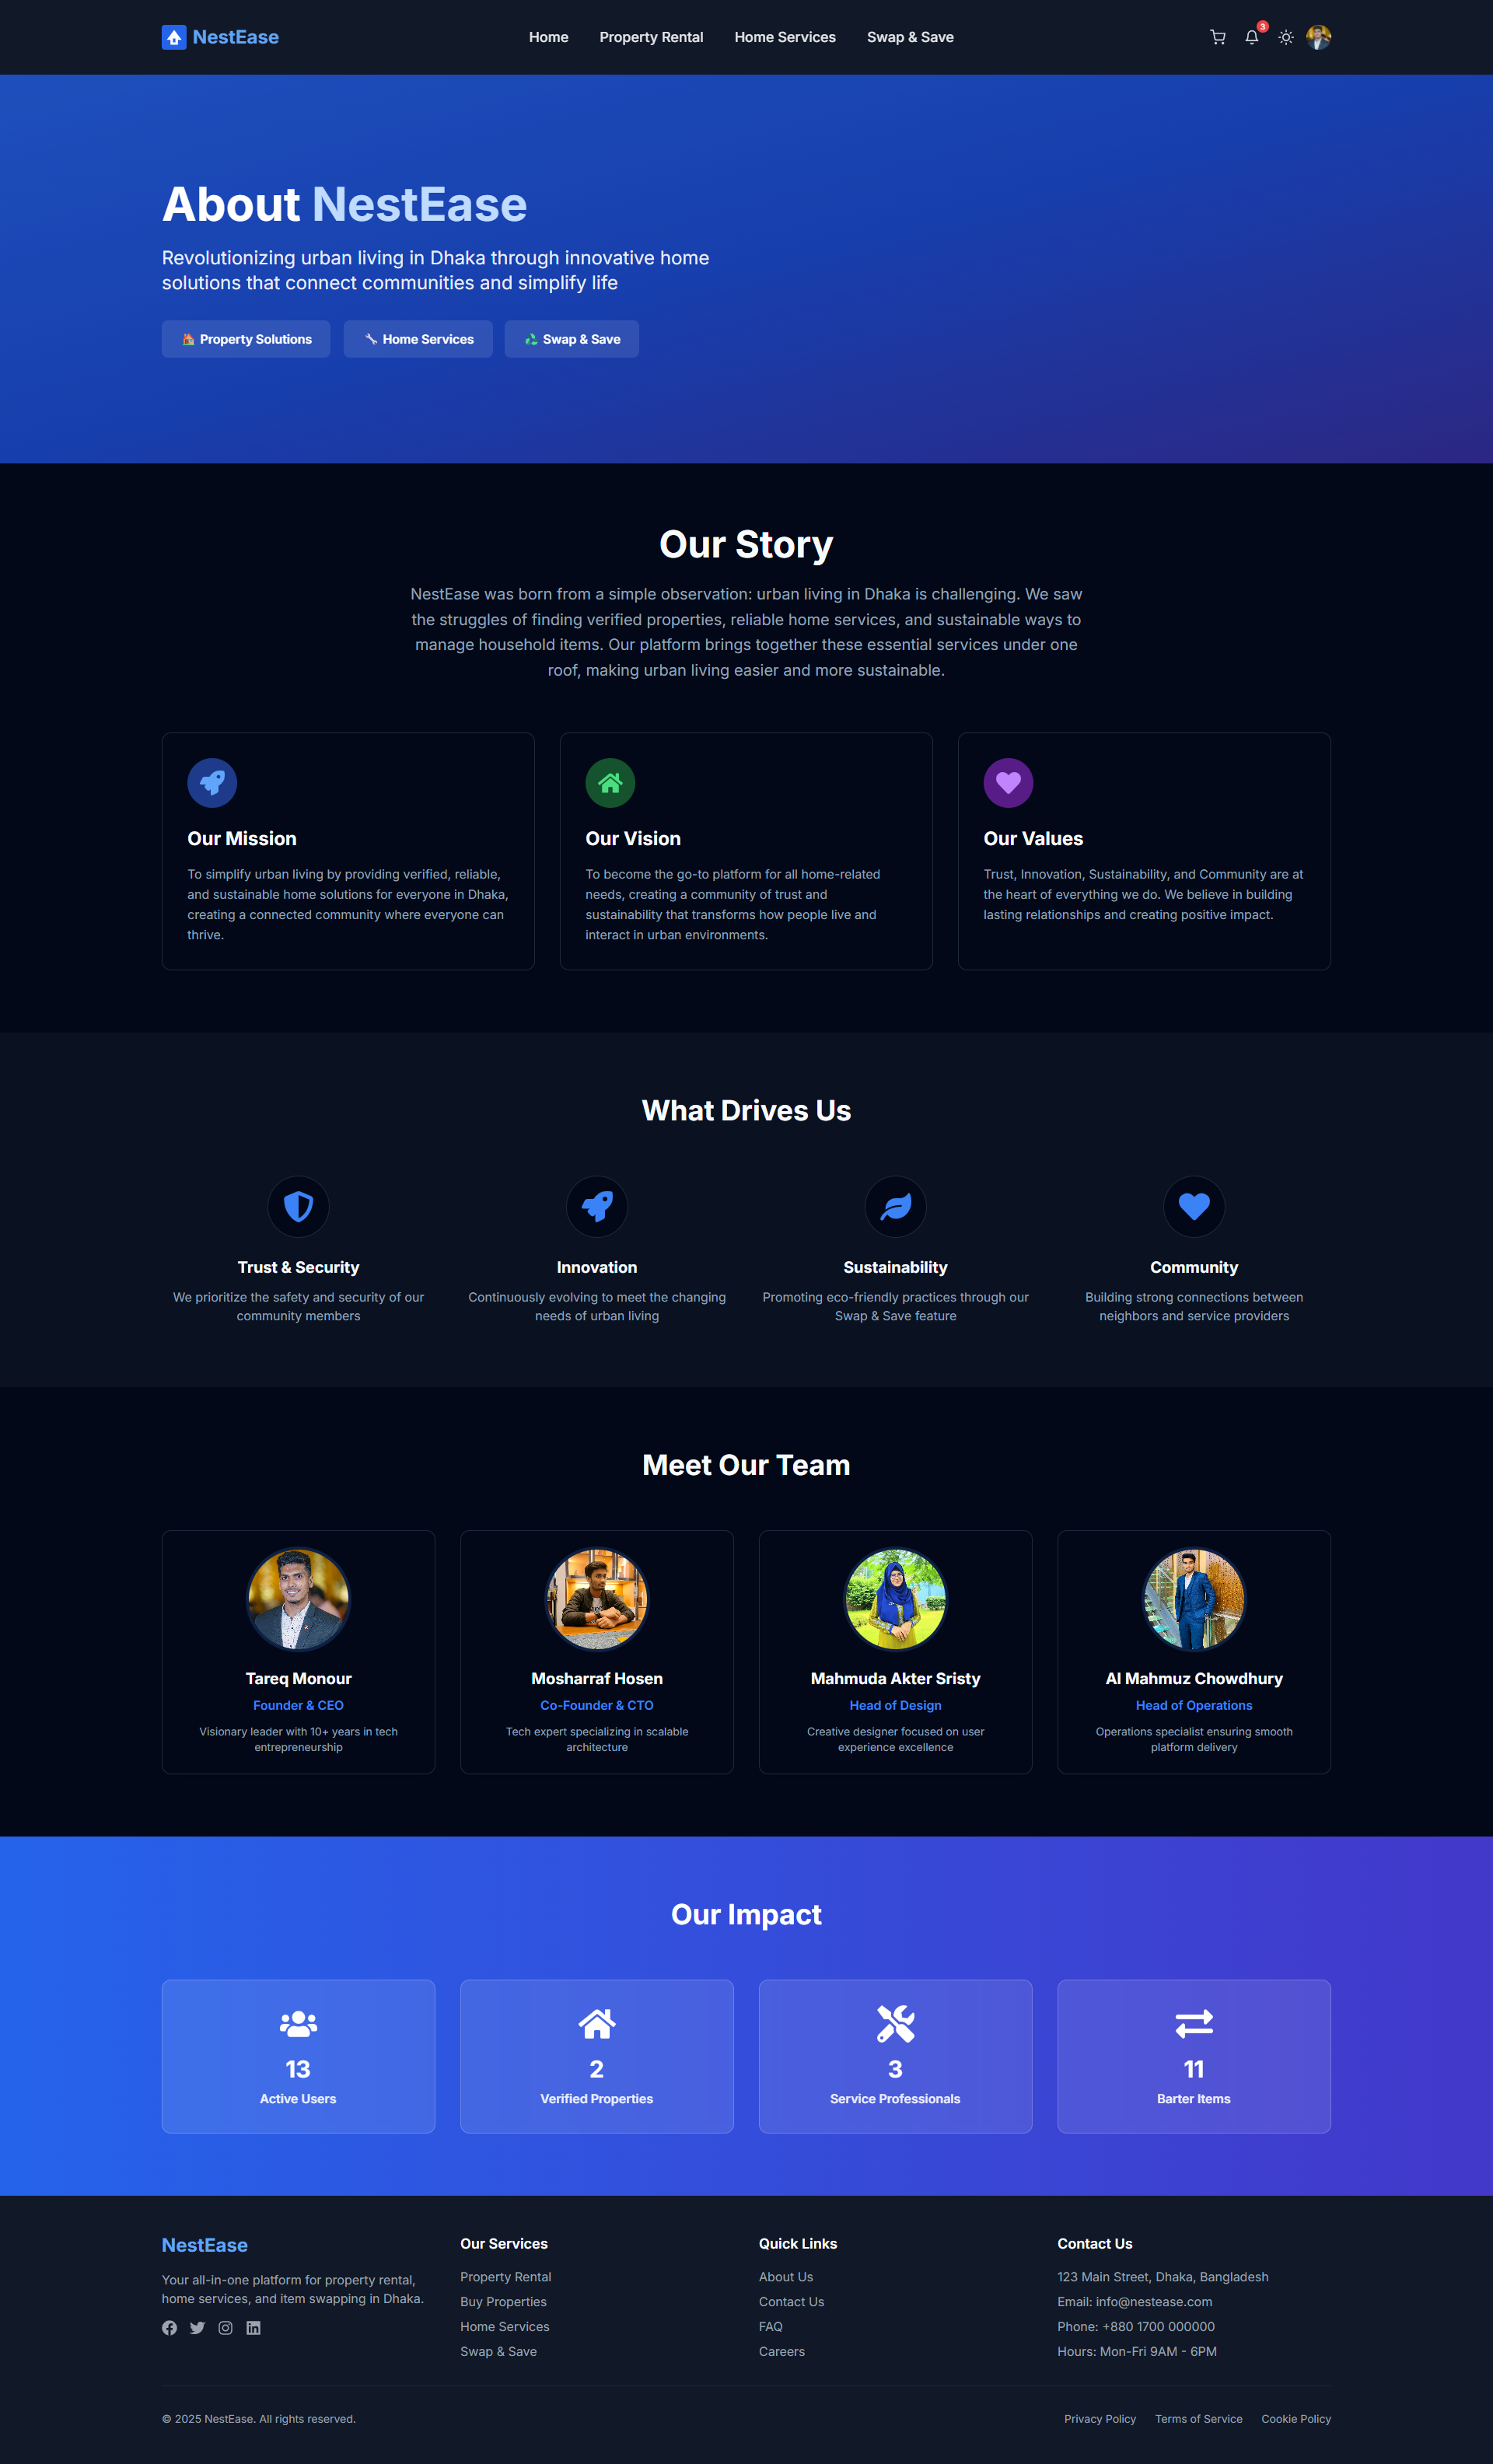 NestEase
Home
Property Rental
Home Services
Swap & Save
3
About NestEase
Revolutionizing urban living in Dhaka through innovative home
solutions that connect communities and simplify life
Property Solutions
Home Services
Swap & Save
Our Story
NestEase was born from a simple observation: urban living in Dhaka is challenging. We saw
the struggles of finding verified properties, reliable home services, and sustainable ways to
manage household items. Our platform brings together these essential services under one
roof, making urban living easier and more sustainable.
Our Mission
To simplify urban living by providing verified, reliable,
and sustainable home solutions for everyone in Dhaka,
creating a connected community where everyone can
thrive.
Our Vision
To become the go-to platform for all home-related
needs, creating a community of trust and
sustainability that transforms how people live and
interact in urban environments.
Our Values
Trust, Innovation, Sustainability, and Community are at
the heart of everything we do. We believe in building
lasting relationships and creating positive impact.
What Drives Us
Trust & Security
We prioritize the safety and security of our
community members
Innovation
Continuously evolving to meet the changing
needs of urban living
Sustainability
Promoting eco-friendly practices through our
Swap & Save feature
Community
Building strong connections between
neighbors and service providers
Meet Our Team
Tareq Monour
Founder & CEO
Visionary leader with 10+ years in tech
entrepreneurship
Mosharraf Hosen
Co-Founder & CTO
Tech expert specializing in scalable
architecture
Mahmuda Akter Sristy
Head of Design
Creative designer focused on user
experience excellence
Al Mahmuz Chowdhury
Head of Operations
Operations specialist ensuring smooth
platform delivery
Our Impact
13
Active Users
2
Verified Properties
3
Service Professionals
11
Barter Items
NestEase
Your all-in-one platform for property rental,
home services, and item swapping in Dhaka.
Our Services
Property Rental
Buy Properties
Home Services
Swap & Save
Quick Links
About Us
Contact Us
FAQ
Careers
Contact Us
123 Main Street, Dhaka, Bangladesh
Email: info@nestease.com
Phone: +880 1700 000000
Hours: Mon-Fri 9AM - 6PM
© 2025 NestEase. All rights reserved.
Privacy Policy
Terms of Service
Cookie Policy